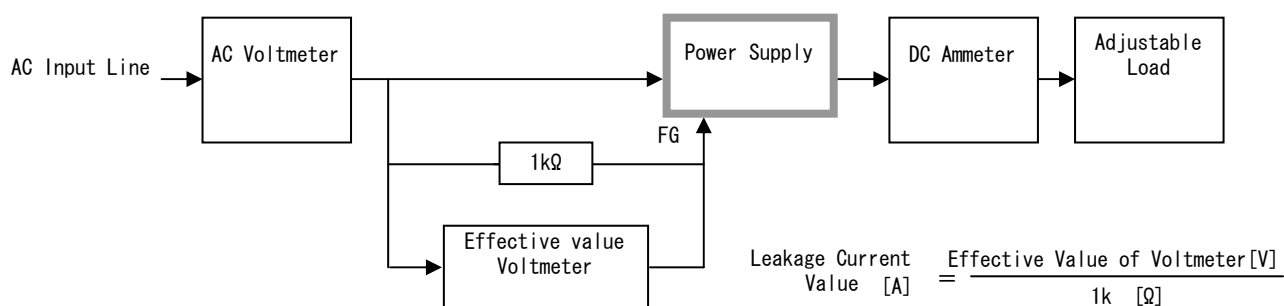 AC Input Line
AC Voltmeter
Power Supply
DC Ammeter
Adjustable
Load
FG
1kΩ
Effective value
Voltmeter
Leakage Current
Value [A]
=
Effective Value of Voltmeter[V]
1k [Ω]